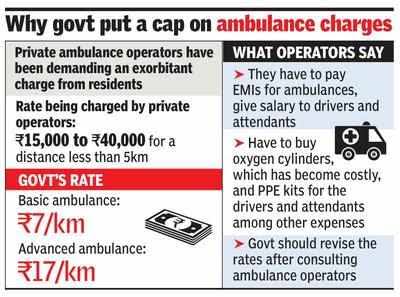 Why govt put a cap on ambulance charges
Private ambulance operators have
been demanding an exorbitant
charge from residents
Rate being charged by private
operators:
₹15,000 to ₹40,000 for a
distance less than 5km
GOVT'S RATE
Basic ambulance:
₹7/km
Advanced ambulance:
₹17/km
WHAT OPERATORS SAY
➤ They have to pay
EMIs for ambulances,
give salary to drivers and
attendants
➤ Have to buy
oxygen cylinders,
which has become costly,
and PPE kits for the
drivers and attendants
among other expenses
➤ Govt should revise the
rates after consulting
ambulance operators